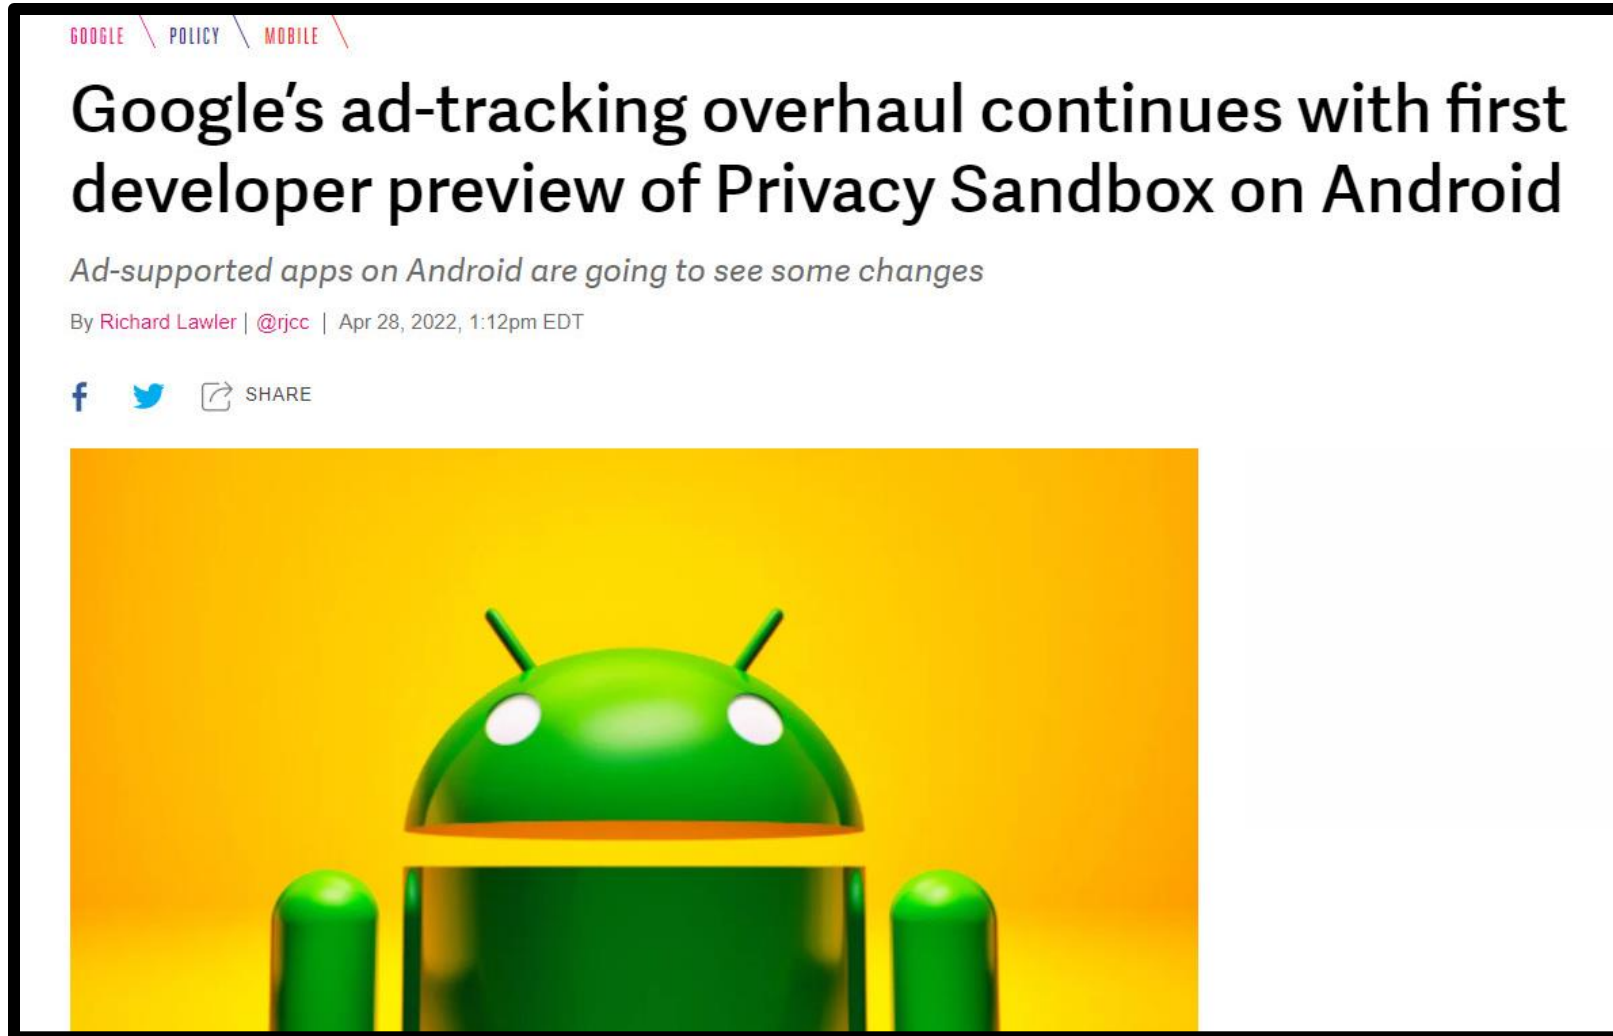 GOOGLE \ POLICY \ MOBILE \
Google’s ad-tracking overhaul continues with first
developer preview of Privacy Sandbox on Android
Ad-supported apps on Android are going to see some changes
By Richard Lawler | @rjcc | Apr 28, 2022, 1:12pm EDT
SHARE